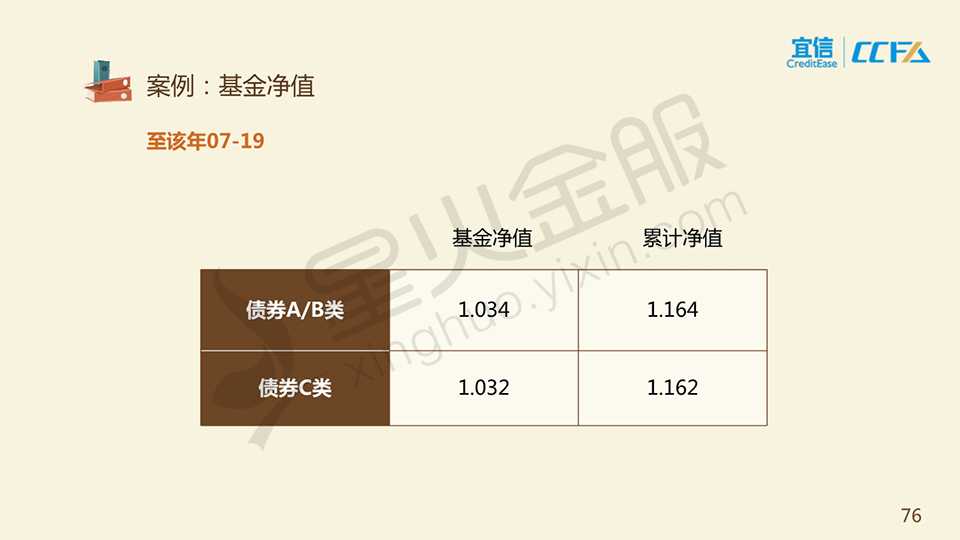 宜信
CreditEase
CCFA
案例：基金净值
至该年07-19
基金净值 累计净值
债券A/B类 1.034 1.164
债券C类 1.032 1.162
星火金服
xinghuo.yixin.com
76